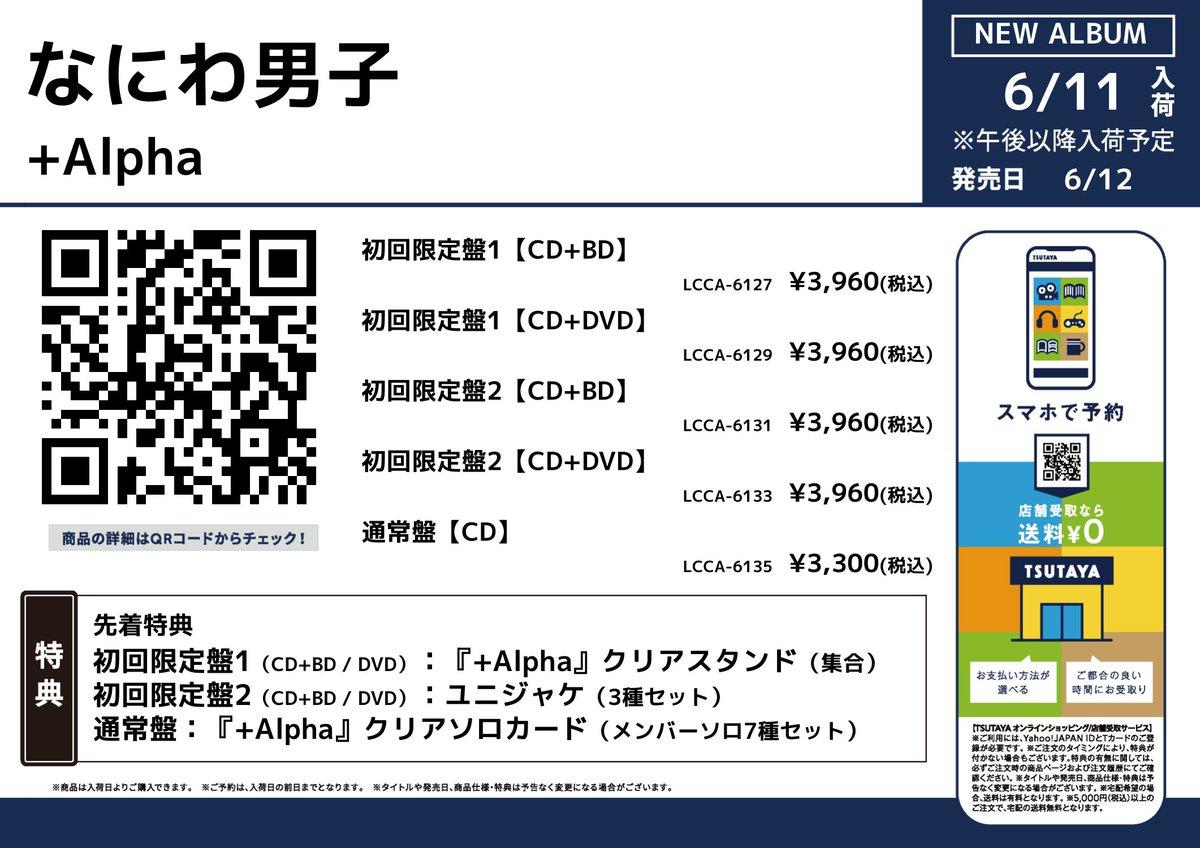 なにわ男子
+Alpha
NEW ALBUM
6/11 入荷
※午後以降入荷予定
発売日 6/12
初回限定盤1【CD+BD】
LCCA-6127 ¥3,960(税込)
初回限定盤1【CD+DVD】
LCCA-6129 ¥3,960(税込)
初回限定盤2【CD+BD】
LCCA-6131 ¥3,960(税込)
初回限定盤2【CD+DVD】
LCCA-6133 ¥3,960(税込)
通常盤【CD】
LCCA-6135 ¥3,300(税込)
商品の詳細はQRコードからチェック!
特典
先着特典
初回限定盤1(CD+BD / DVD):『+Alpha』クリアスタンド(集合)
初回限定盤2(CD+BD / DVD):ユニジャケ(3種セット)
通常盤:『+Alpha』クリアソロカード(メンバーソロ7種セット)
※商品は入荷日よりご購入できます。 ※ご予約は、入荷日の前日までとなります。 ※タイトルや発売日、商品仕様・特典は予告なく変更になる場合がございます。
TSUTAYA
スマホで予約
店舗受取なら
送料¥0
TSUTAYA
お支払い方法が
選べる
ご都合の良い
時間にお受取り
【TSUTAYA オンラインショッピング/店舗受取サービス】
※ご利用には、Yahoo!JAPAN IDとTカードのご登
録が必要です。※ご注文のタイミングにより、特典が
付かない場合もございます。特典の有無に関しては、
必ずご注文時の商品ページおよび注文履歴にてご確
認ください。※タイトルや発売日、商品仕様・特典は予
告なく変更になる場合がございます。※宅配希望の場
合、送料は有料となります。※5,000円(税込)以上の
ご注文で、宅配の送料無料となります。